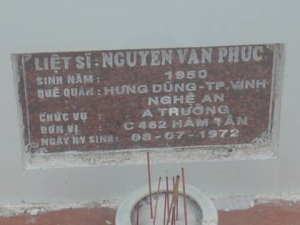 LIỆT SĨ: NGUYỄN VĂN PHÚC
SINH NĂM : 1950
QUÊ QUÁN : HƯNG DŨNG-TP.VINH
NGHỆ AN
CHỨC VỤ : A TRƯỞNG
ĐƠN VỊ : C 462 HÀM TÂN
NGÀY HY SINH: 05-07-1972